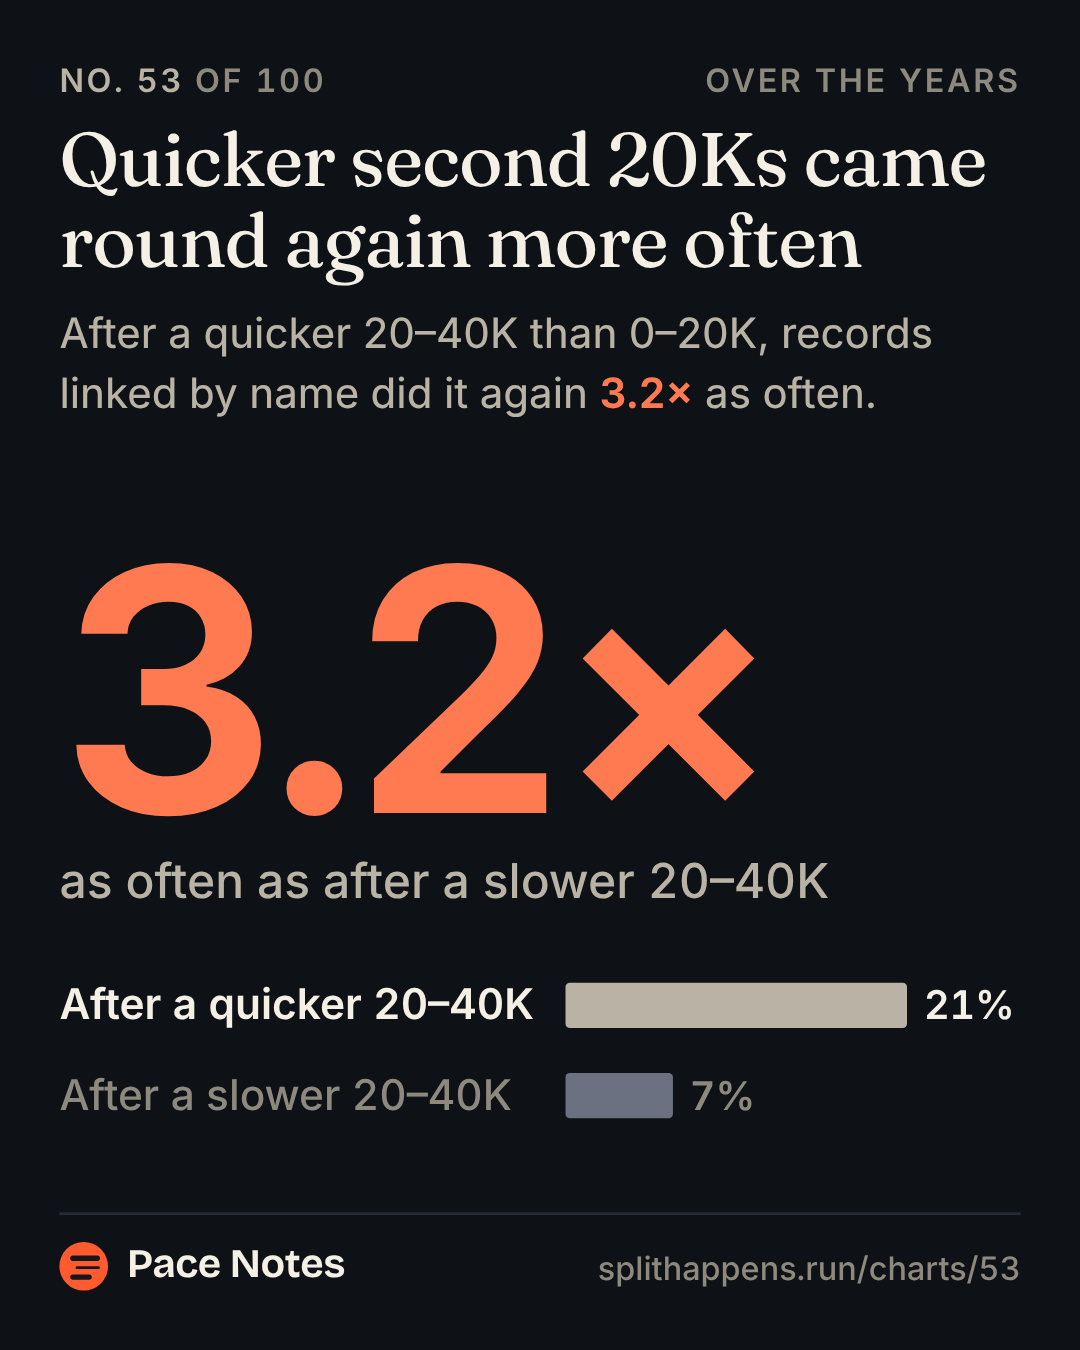 NO. 53 OF 100
OVER THE YEARS
Quicker second 20Ks came
round again more often
After a quicker 20–40K than 0–20K, records
linked by name did it again 3.2× as often.
3.2×
as often as after a slower 20–40K
After a quicker 20–40K 21%
After a slower 20–40K 7%
Pace Notes
splithappens.run/charts/53